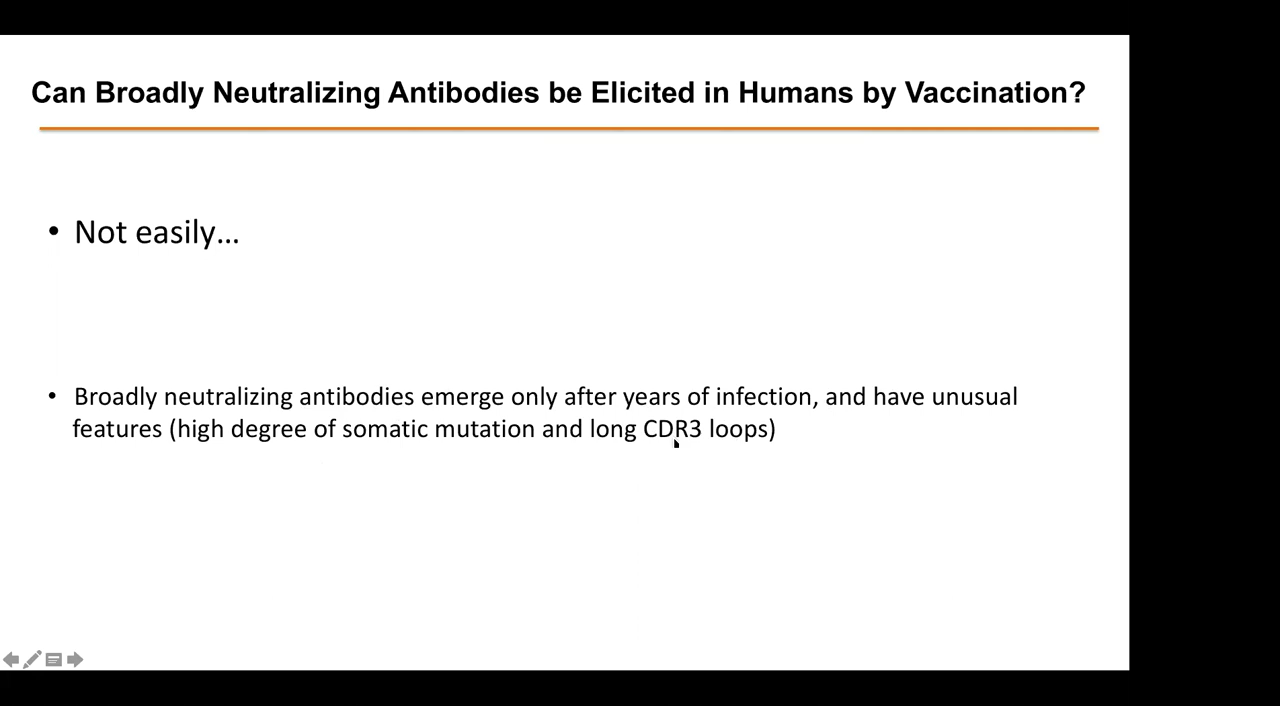 Can Broadly Neutralizing Antibodies be Elicited in Humans by Vaccination?
• Not easily…
• Broadly neutralizing antibodies emerge only after years of infection, and have unusual
features (high degree of somatic mutation and long CDR3 loops)